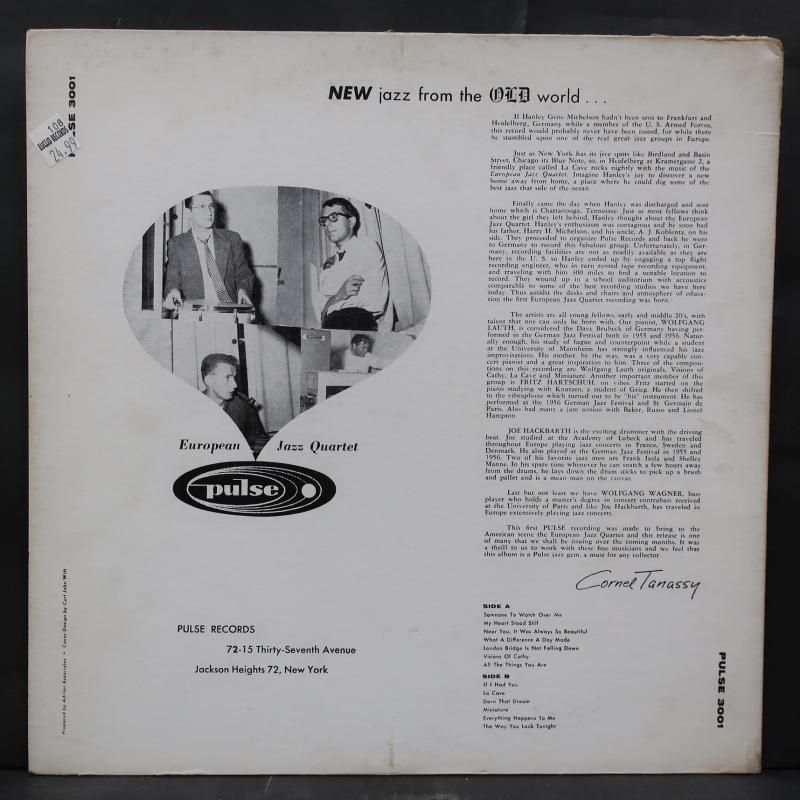 PULSE 3001
108
EUCLID RECORDS
24.99
NEW jazz from the OLD world . . .
If Hanley Gene Michelson hadn't been sent to Frankfurt and
Heidelberg, Germany while a member of the U. S. Armed Forces,
this record would probably never have been issued, for while there
he stumbled upon one of the real great jazz groups in Europe.
Just as New York has its jive spots like Birdland and Basin
Street, Chicago its Blue Note, so, in Heidelberg at Kramergasse 2, a
friendly place called La Cave rocks nightly with the music of the
European Jazz Quartet. Imagine Hanley's joy to discover a new
home away from home, a place where he could dig some of the
best jazz that side of the ocean.
Finally came the day when Hanley was discharged and sent
home which is Chattanooga, Tennessee. Just as most fellows think
about the girl they left behind, Hanley thought about the European
Jazz Quartet. Hanley's enthusiasm was contagious and he soon had
his father, Harry H. Michelson, and his uncle, A. J. Koblentz, on his
side. They proceeded to organize Pulse Records and back he went
to Germany to record this fabulous group. Unfortunately, in Ger-
many, recording facilities are not as readily available as they are
here in the U. S. so Hanley ended up by engaging a top flight
recording engineer, who in turn rented tape recording equipment,
and traveling with him 300 miles to find a suitable location to
record. They wound up in a school auditorium with accoustics
comparable to some of the best recording studios we have here
today. Thus amidst the desks and chairs and atmosphere of educa-
tion the first European Jazz Quartet recording was born.
The artists are all young fellows, early and middle 20's, with
talent that one can only be born with. Our pianist, WOLFGANG
LAUTH, is considered the Dave Brubeck of Germany having per-
formed in the German Jazz Festival both in 1955 and 1956. Natur-
ally enough, his study of fugue and counterpoint while a student
at the University of Mannheim has strongly influenced his jazz
improvisations. His mother, by the way, was a very capable con-
cert pianist and a great inspiration to him. Three of the composi-
tions on this recording are Wolfgang Lauth originals, Visions of
Cathy, La Cave and Miniature. Another important member of this
group is FRITZ HARTSCHUH, on vibes. Fritz started on the
piano studying with Knutzen, a student of Grieg. He then shifted
to the vibraphone which turned out to be "his" instrument. He has
performed at the 1956 German Jazz Festival and St. Germain de
Paris. Also had many a jam session with Baker, Russo and Lionel
Hampton.
JOE HACKBARTH is the exciting drummer with the driving
beat. Joe studied at the Academy of Lubeck and has traveled
throughout Europe playing jazz concerts in France, Sweden and
Denmark. He also played at the German Jazz Festival in 1955 and
1956. Two of his favorite jazz men are Frank Isola and Shelley
Manne. In his spare time whenever he can snatch a few hours away
from the drums, he lays down the drum sticks to pick up a brush
and pallet and is a mean man on the canvas.
Last but not least we have WOLFGANG WAGNER, bass
player who holds a master's degree in concert contrabass received
at the University of Paris and like Joe Hackbarth, has traveled in
Europe extensively playing jazz concerts.
This first PULSE recording was made to bring to the
American scene the European Jazz Quartet and this release is one
of many that we shall be issuing over the coming months. It was
a thrill to us to work with these fine musicians and we feel that
this album is a Pulse jazz gem, a must for any collector.
Cornel Tanassy
European Jazz Quartet
pulse
PULSE RECORDS
72-15 Thirty-Seventh Avenue
Jackson Heights 72, New York
SIDE A
Someone To Watch Over Me
My Heart Stood Still
Near You, It Was Always So Beautiful
What A Difference A Day Made
London Bridge Is Not Falling Down
Visions Of Cathy
All The Things You Are
SIDE B
If I Had You
La Cave
Darn That Dream
Miniature
Everything Happens To Me
The Way You Look Tonight
PULSE 3001
Prepared by Adrian Associates • Cover Design by Carl John Witt